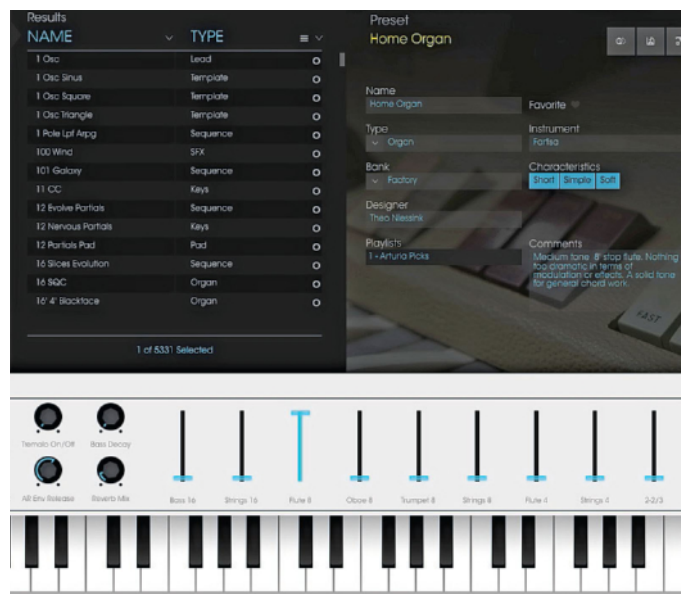 Results
NAME TYPE
1 Osc Lead
1 Osc Sinus Template
1 Osc Square Template
1 Osc Triangle Template
1 Pole Lpf Arpg Sequence
100 Wind SFX
101 Galaxy Sequence
11 CC Keys
12 Evolve Partials Sequence
12 Nervous Partials Keys
12 Partials Pad Pad
16 Slices Evolution Sequence
16 SQC Organ
16' 4' Blackface Organ
1 of 5331 Selected
Preset
Home Organ
Name
Home Organ
Favorite
Type
Organ
Instrument
Farfisa
Bank
Factory
Characteristics
Short Simple Soft
Designer
Theo Niessink
Playlists
1 - Arturia Picks
Comments
Medium tone 8' stop flute. Nothing
too dramatic in terms of
modulation or effects. A solid tone
for general chord work.
FAST
Tremolo On/Off Bass Decay
AR Env Release Reverb Mix
Bass 16 Strings 16 Flute 8 Oboe 8 Trumpet 8 Strings 8 Flute 4 Strings 4 2-2/3